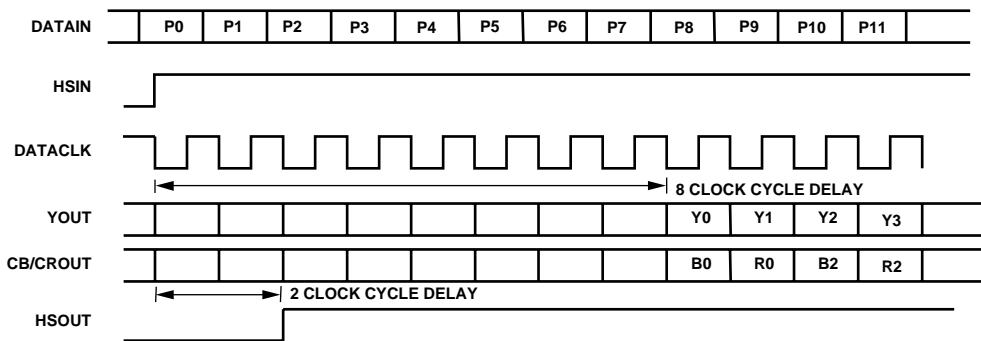 DATAIN P0 P1 P2 P3 P4 P5 P6 P7 P8 P9 P10 P11
HSIN
DATACLK
8 CLOCK CYCLE DELAY
YOUT Y0 Y1 Y2 Y3
CB/CROUT B0 R0 B2 R2
2 CLOCK CYCLE DELAY
HSOUT